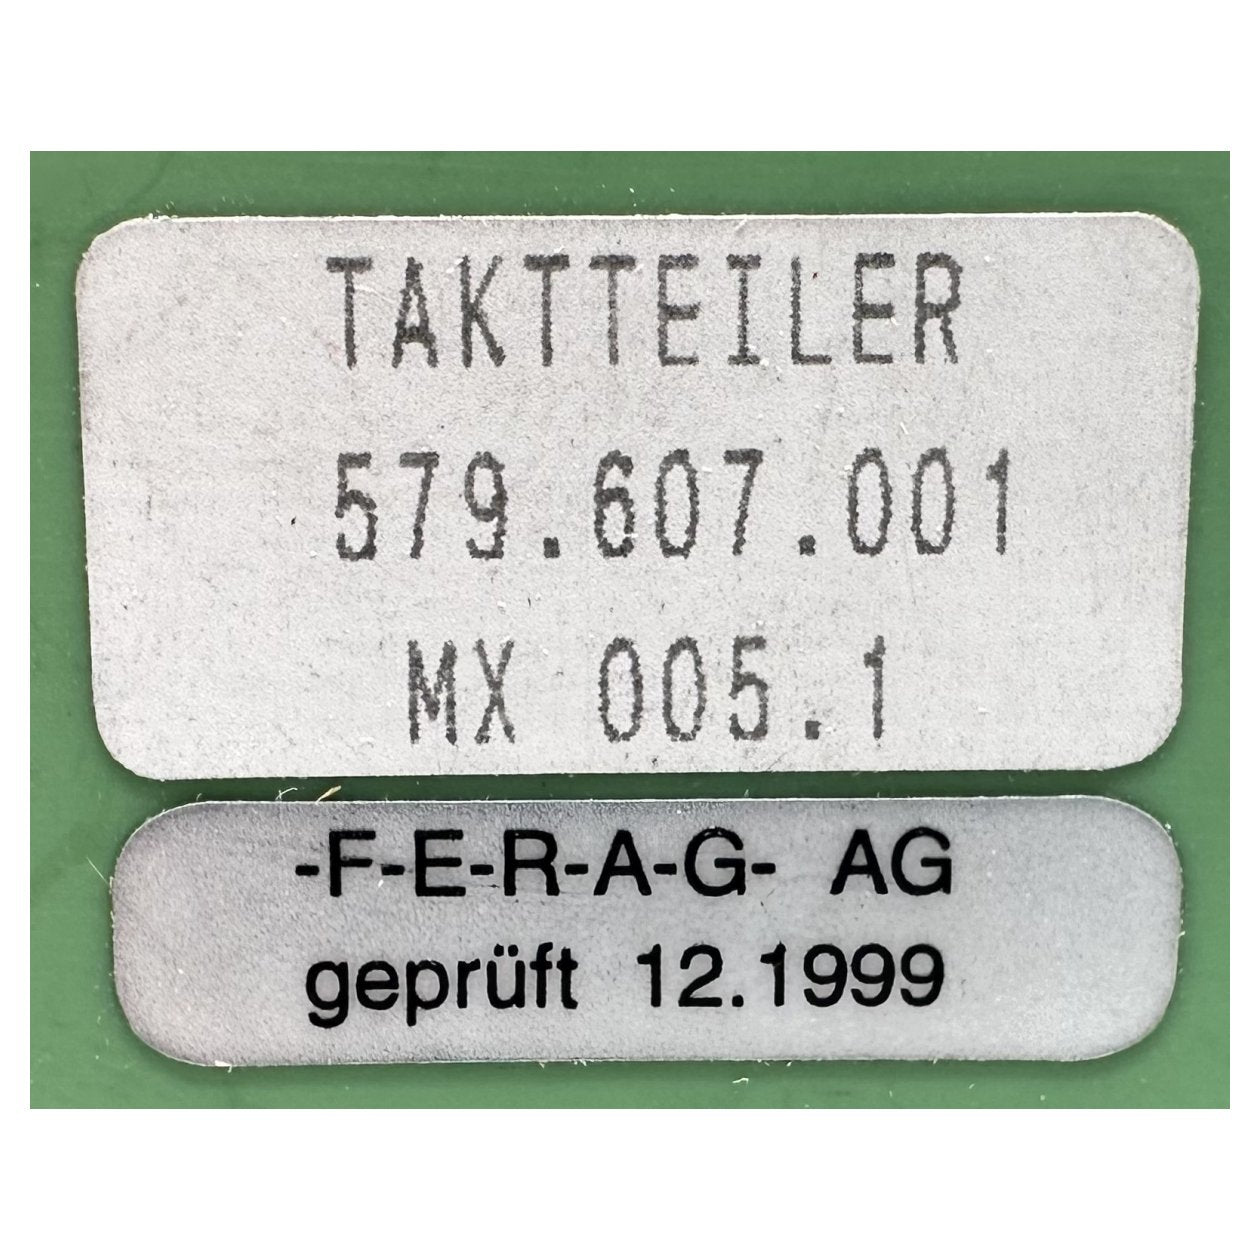 TAKTTEILER
579.607.001
MX 005.1
-F-E-R-A-G- AG
geprüft 12.1999